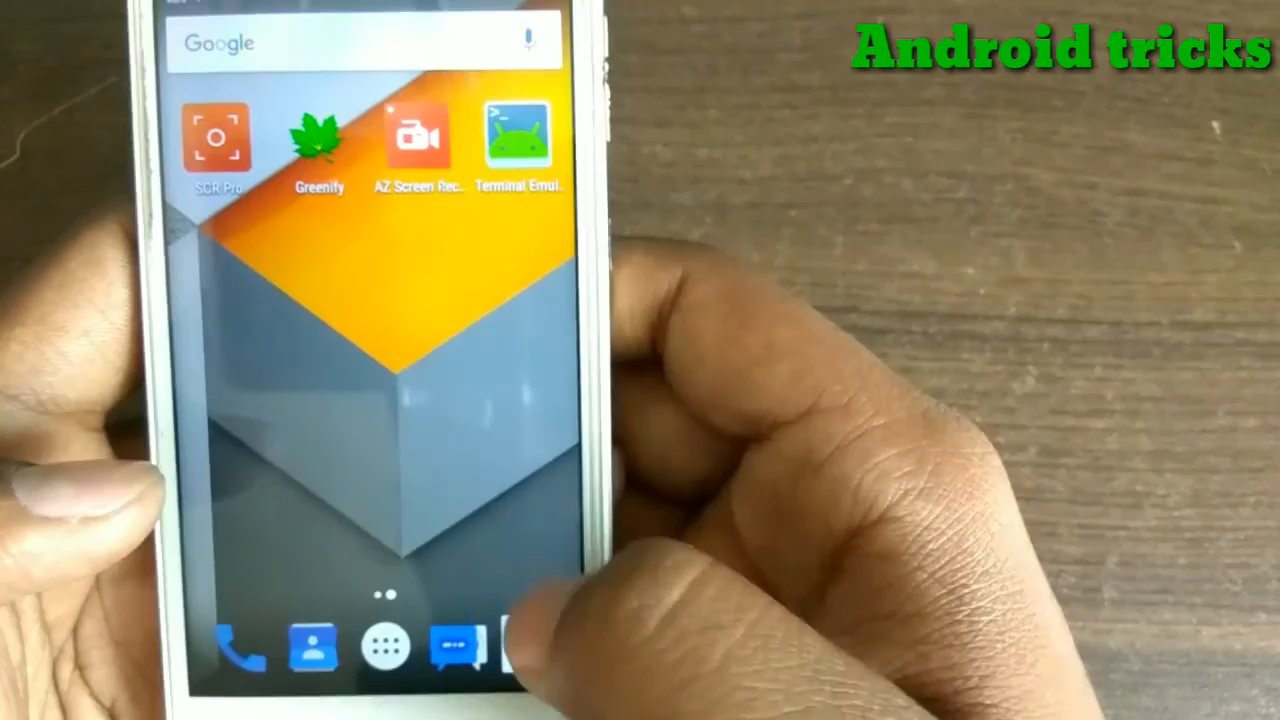 Android tricks
Google
SCR Pro
Greenify
AZ Screen Rec..
Terminal Emul..